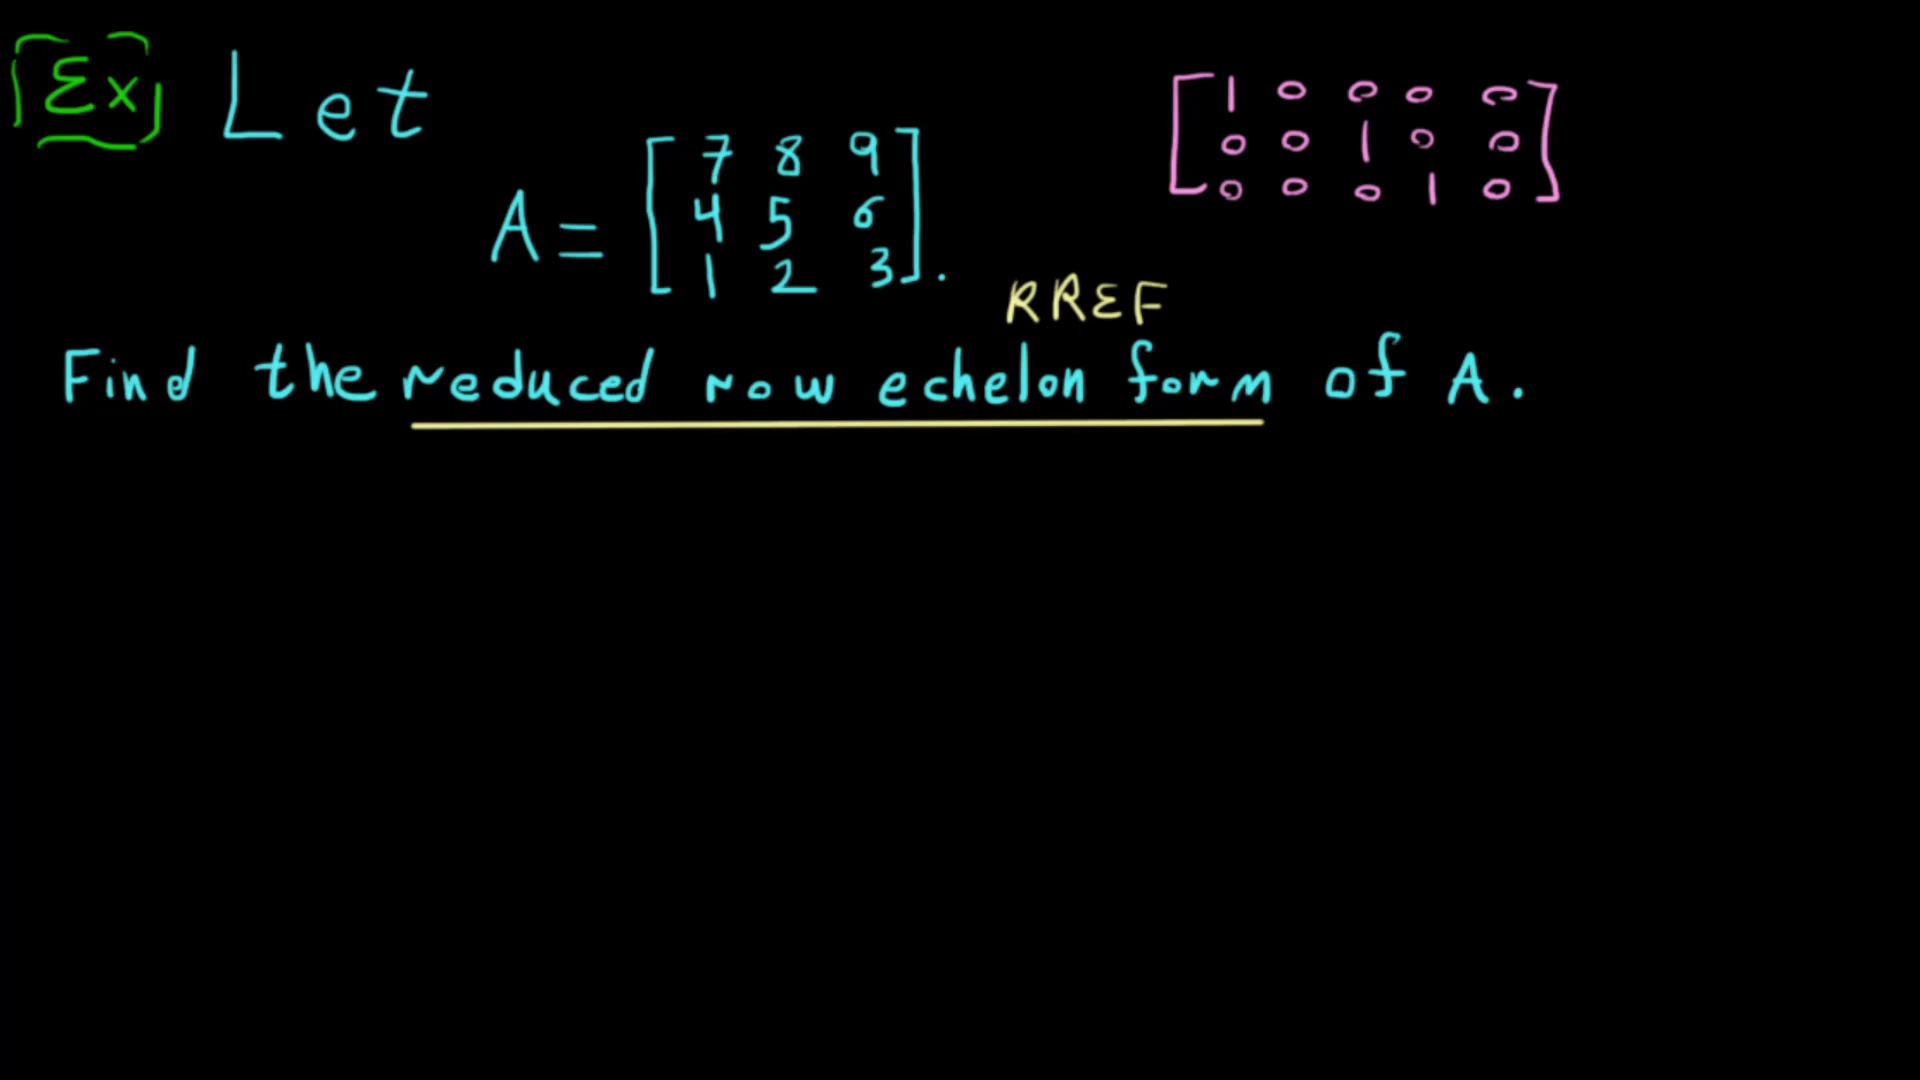 Ex Let
A = [ 7 8 9
4 5 6
1 2 3 ].
[ 1 0 0 0 0
0 0 1 0 0
0 0 0 1 0 ]
RREF
Find the reduced row echelon form of A.